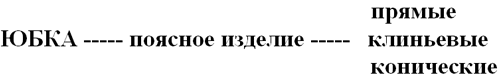 прямые
ЮБКА ----- поясное изделие ----- клиньевые
конические